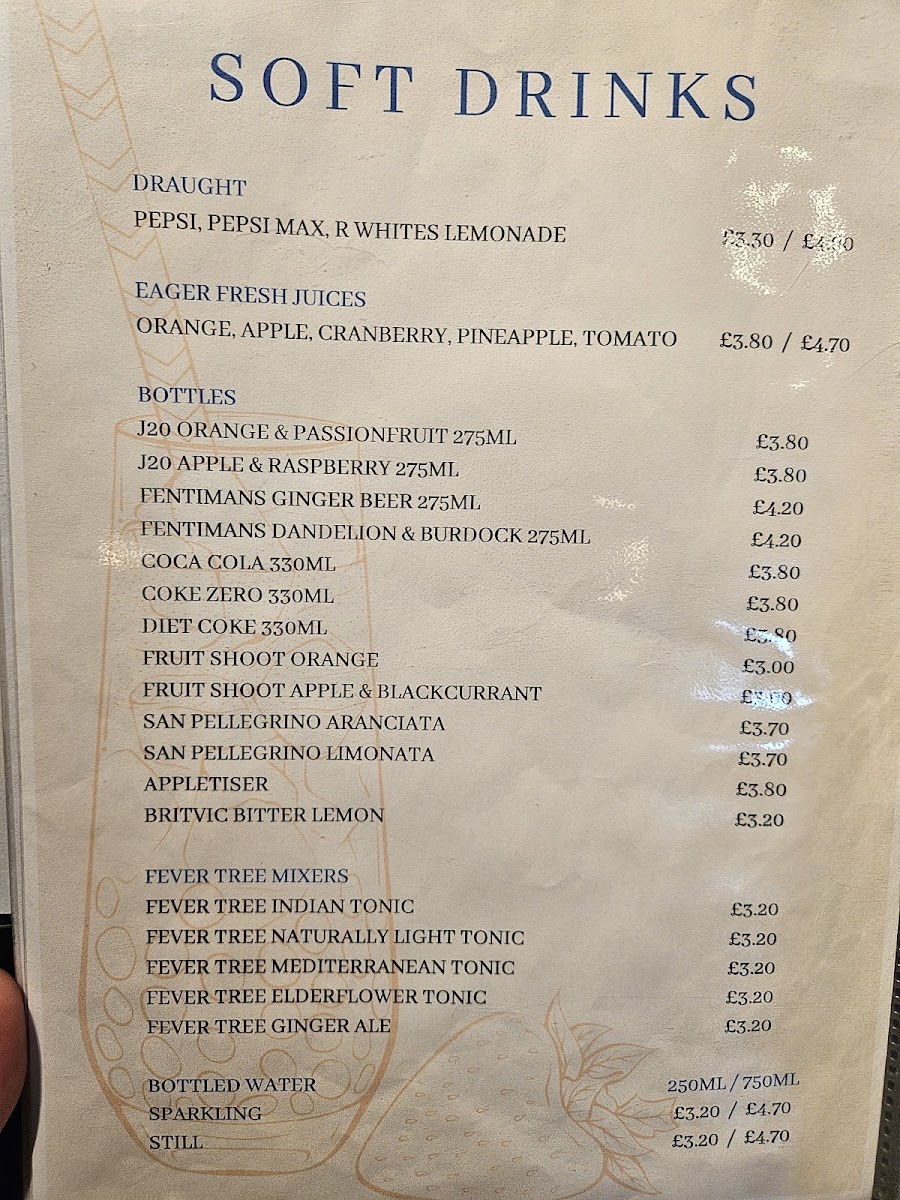 SOFT DRINKS
DRAUGHT
PEPSI, PEPSI MAX, R WHITES LEMONADE £3.30 /
EAGER FRESH JUICES
ORANGE, APPLE, CRANBERRY, PINEAPPLE, TOMATO £3.80 / £4.70
BOTTLES
J20 ORANGE & PASSIONFRUIT 275ML £3.80
J20 APPLE & RASPBERRY 275ML £3.80
FENTIMANS GINGER BEER 275ML £4.20
FENTIMANS DANDELION & BURDOCK 275ML £4.20
COCA COLA 330ML £3.80
COKE ZERO 330ML £3.80
DIET COKE 330ML £3.80
FRUIT SHOOT ORANGE £3.00
FRUIT SHOOT APPLE & BLACKCURRANT
SAN PELLEGRINO ARANCIATA £3.70
SAN PELLEGRINO LIMONATA £3.70
APPLETISER £3.80
BRITVIC BITTER LEMON £3.20
FEVER TREE MIXERS
FEVER TREE INDIAN TONIC £3.20
FEVER TREE NATURALLY LIGHT TONIC £3.20
FEVER TREE MEDITERRANEAN TONIC £3.20
FEVER TREE ELDERFLOWER TONIC £3.20
FEVER TREE GINGER ALE £3.20
BOTTLED WATER 250ML / 750ML
SPARKLING £3.20 / £4.70
STILL £3.20 / £4.70